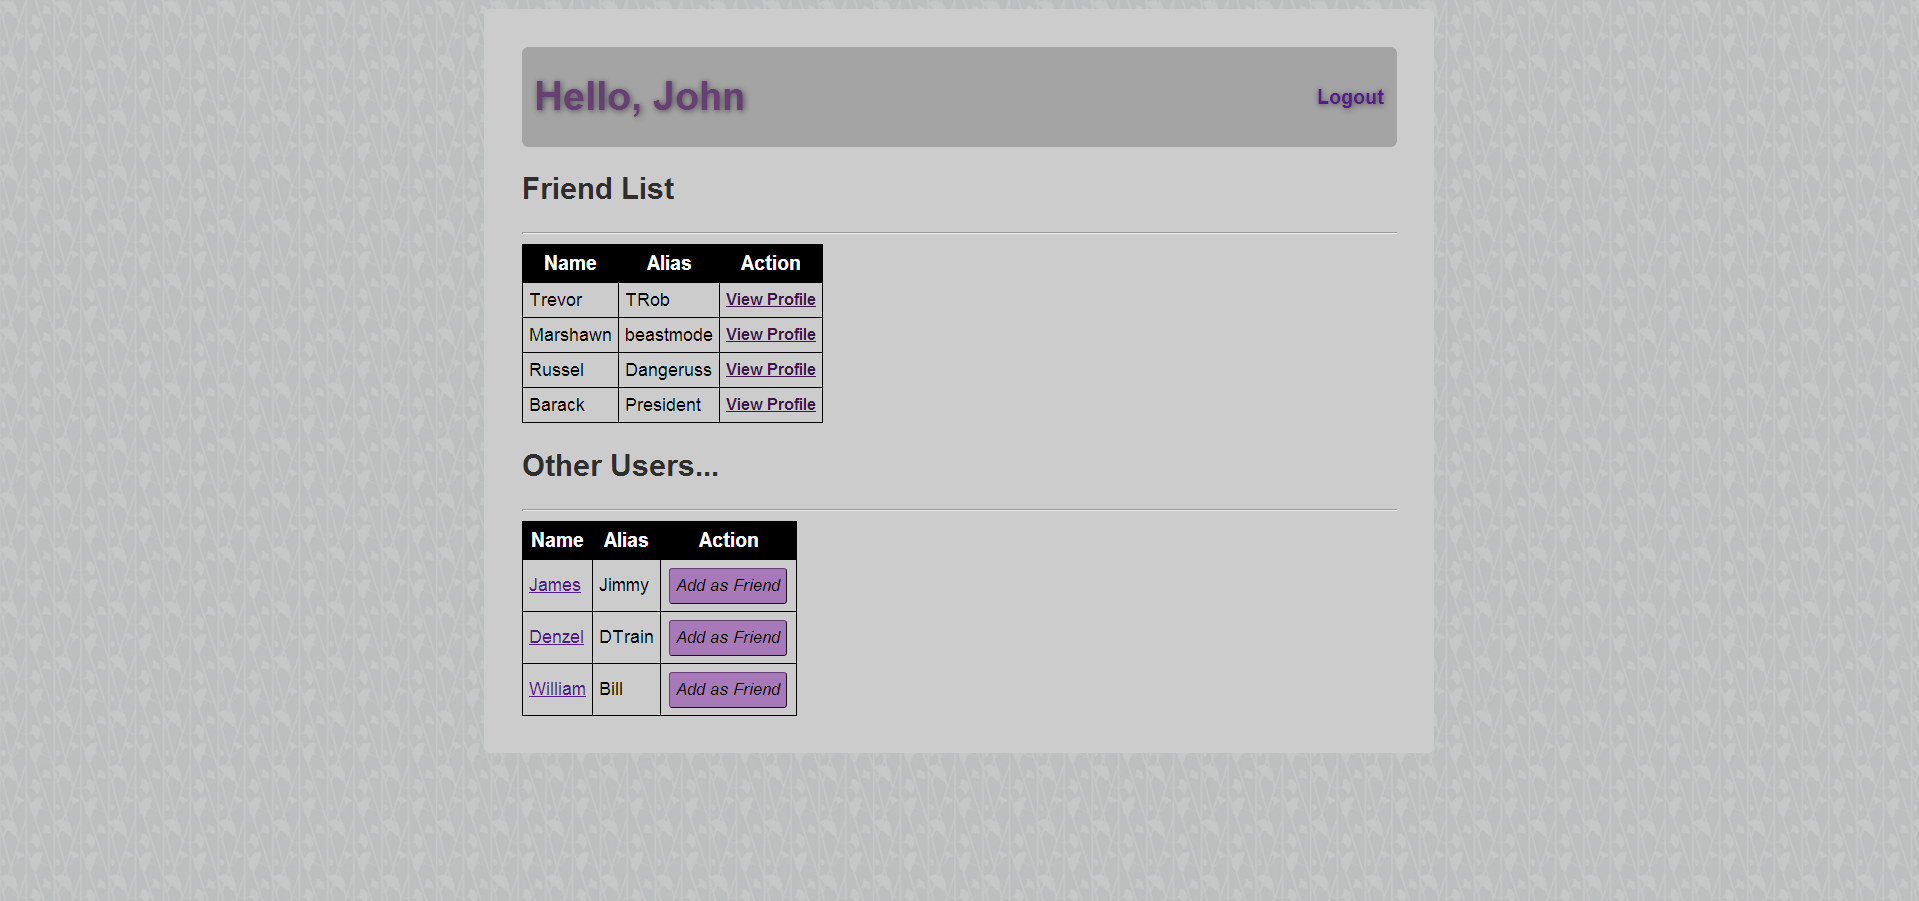 Hello, John
Logout
Friend List
Name Alias Action
Trevor TRob View Profile
Marshawn beastmode View Profile
Russel Dangeruss View Profile
Barack President View Profile
Other Users...
Name Alias Action
James Jimmy Add as Friend
Denzel DTrain Add as Friend
William Bill Add as Friend